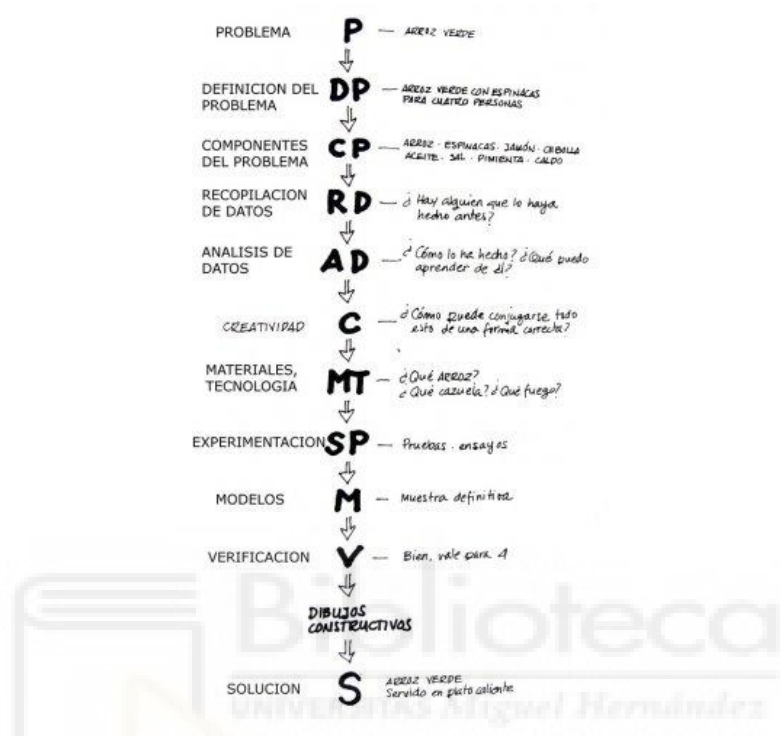 PROBLEMA P — ARROZ VERDE
DEFINICION DEL PROBLEMA DP — ARROZ VERDE CON ESPINACAS
PARA CUATRO PERSONAS
COMPONENTES DEL PROBLEMA CP — ARROZ - ESPINACAS - JAMÓN - CEBOLLA
ACEITE - SAL - PIMIENTA - CALDO
RECOPILACION DE DATOS RD — ¿Hay alguien que lo haya
hecho antes?
ANALISIS DE DATOS AD — ¿Cómo lo ha hecho? ¿Qué puedo
aprender de él?
CREATIVIDAD C — ¿Cómo puede conjugarse todo
esto de una forma correcta?
MATERIALES, TECNOLOGIA MT — ¿Qué ARROZ?
¿Qué cazuela? ¿Qué fuego?
EXPERIMENTACION SP — Pruebas - ensayos
MODELOS M — Muestra definitiva
VERIFICACION V — Bien, vale para 4
DIBUJOS
CONSTRUCTIVOS
SOLUCION S ARROZ VERDE
Servido en plato caliente
Biblioteca
UNIVERSITAS Miguel Hernández